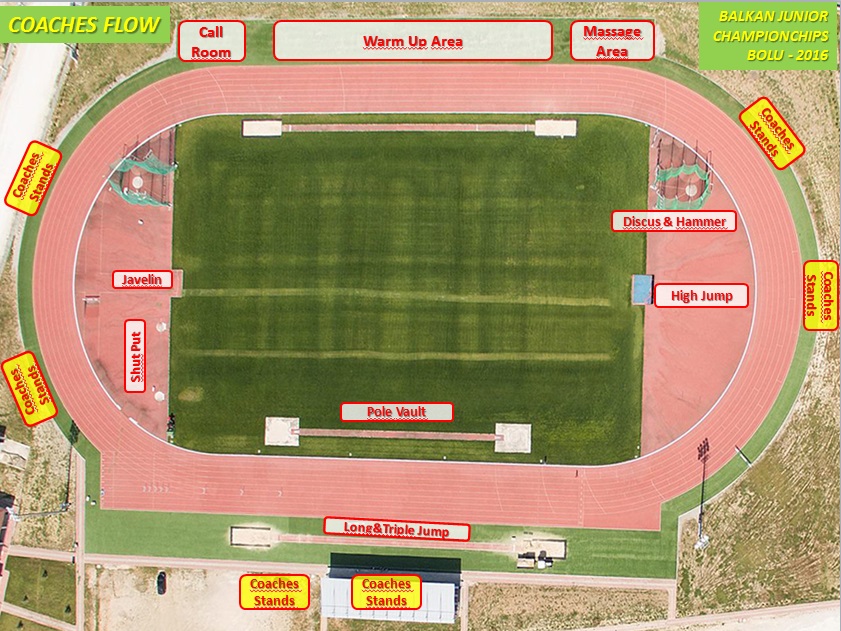 COACHES FLOW
BALKAN JUNIOR
CHAMPIONCHIPS
BOLU - 2016
Call
Room
Warm Up Area
Massage
Area
Coaches
Stands
Coaches
Stands
Discus & Hammer
Javelin
High Jump
Coaches
Stands
Shut Put
Coaches
Stands
Pole Vault
Long&Triple Jump
Coaches
Stands
Coaches
Stands